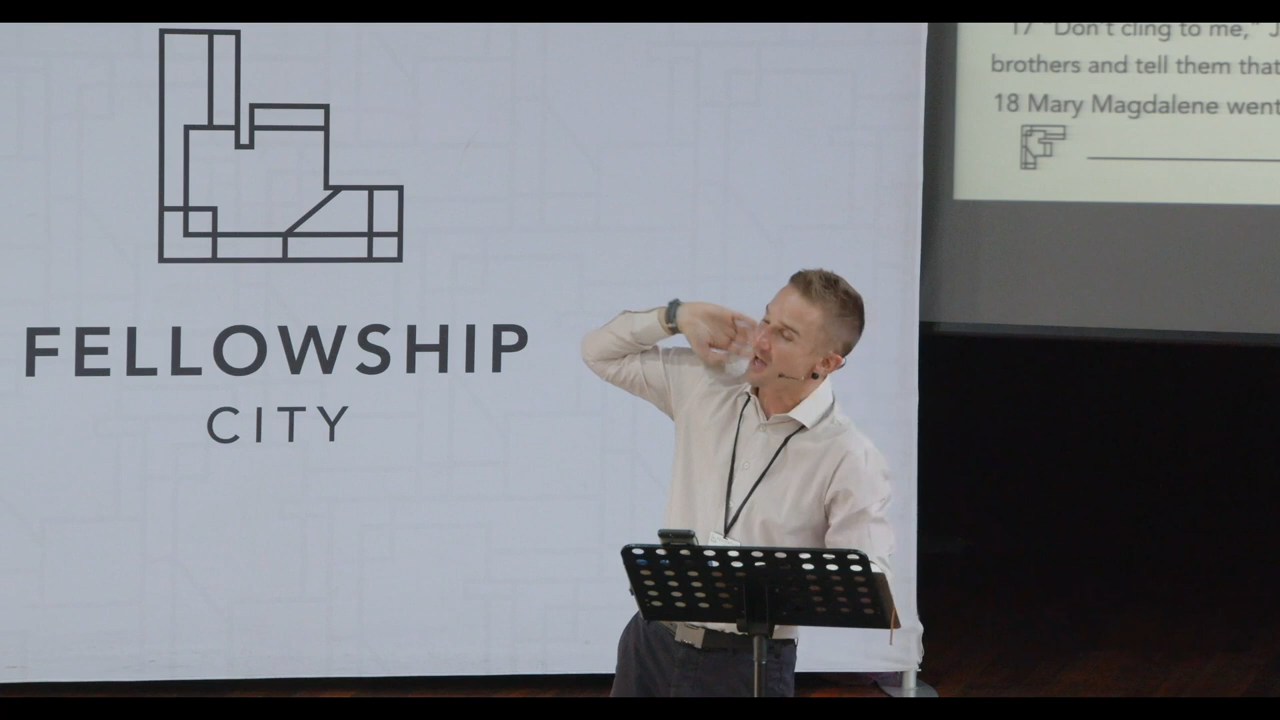 FELLOWSHIP
CITY
17 "Don't cling to me,"
brothers and tell them that
18 Mary Magdalene went